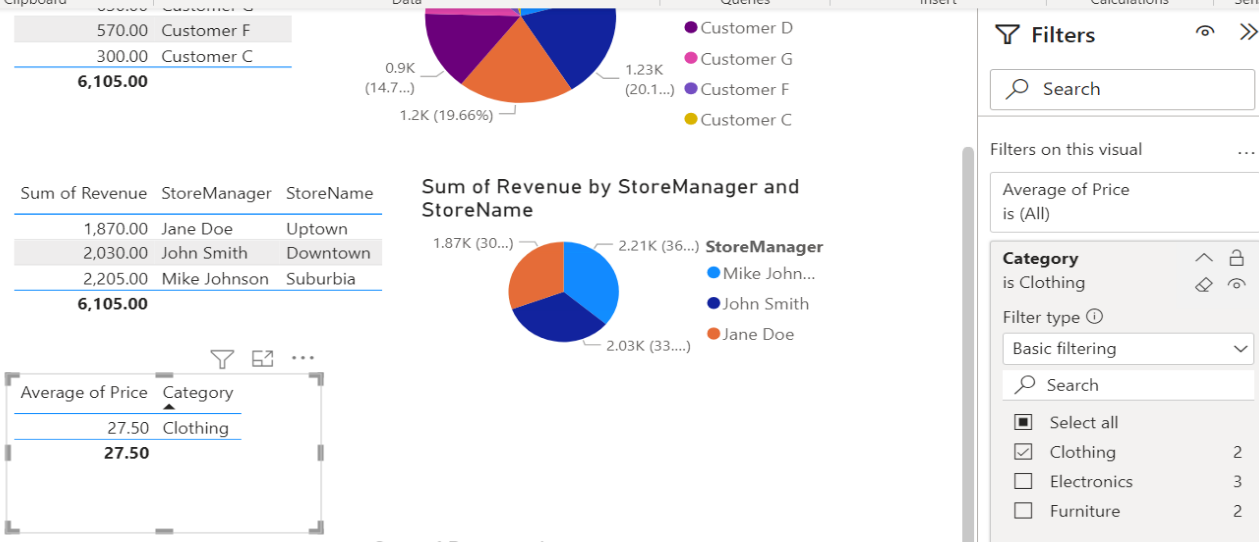 Clipboard Data Queries Insert Calculations
570.00 Customer F
300.00 Customer C
6,105.00
0.9K
(14.7...)
1.2K (19.66%)
1.23K
(20.1...)
Customer D
Customer G
Customer F
Customer C
Sum of Revenue StoreManager StoreName
1,870.00 Jane Doe Uptown
2,030.00 John Smith Downtown
2,205.00 Mike Johnson Suburbia
6,105.00
Sum of Revenue by StoreManager and
StoreName
1.87K (30...)
2.21K (36...)
2.03K (33....)
StoreManager
Mike John...
John Smith
Jane Doe
Average of Price Category
27.50 Clothing
27.50
Filters
Search
Filters on this visual
Average of Price
is (All)
Category
is Clothing
Filter type
Basic filtering
Search
Select all
Clothing 2
Electronics 3
Furniture 2